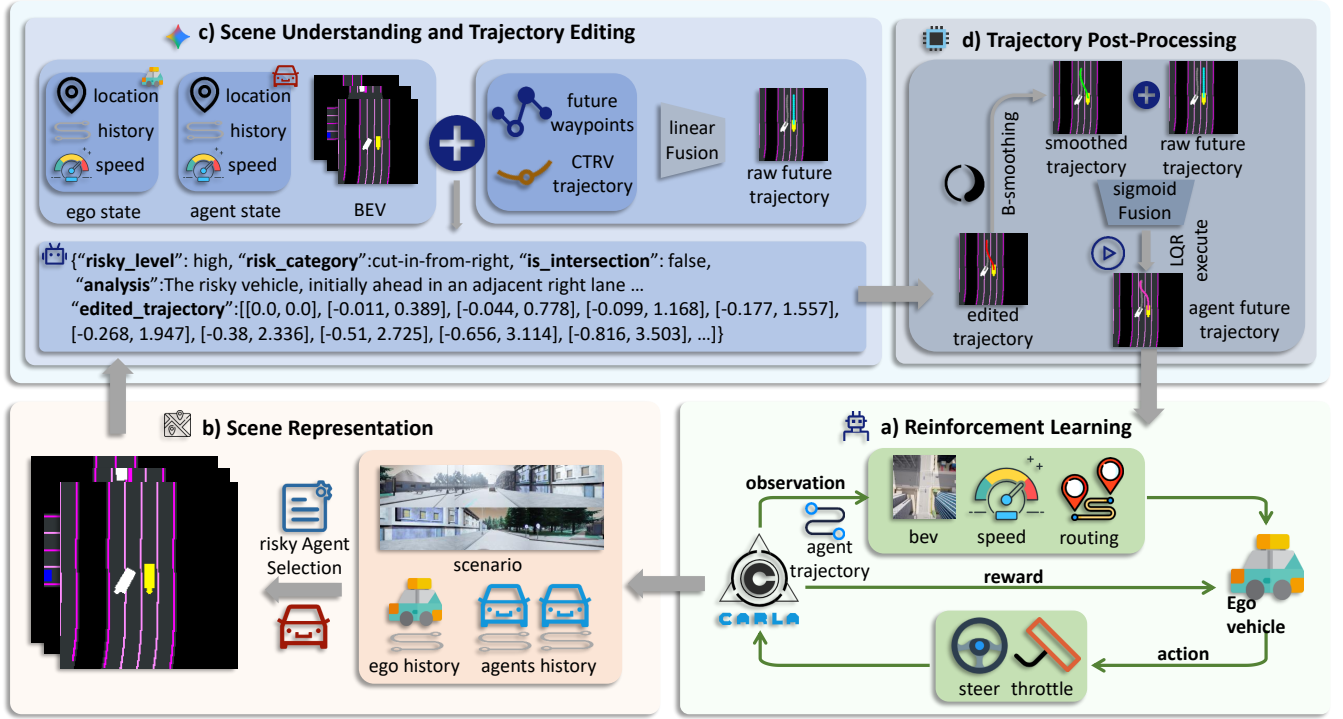 c) Scene Understanding and Trajectory Editing
location
history
speed
ego state
location
history
speed
agent state
BEV
future
waypoints
CTRV
trajectory
linear
Fusion
raw future
trajectory
{“risky_level”: high, “risk_category”:cut-in-from-right, “is_intersection”: false,
“analysis”:The risky vehicle, initially ahead in an adjacent right lane ...
“edited_trajectory”:[[0.0, 0.0], [-0.011, 0.389], [-0.044, 0.778], [-0.099, 1.168], [-0.177, 1.557],
[-0.268, 1.947], [-0.38, 2.336], [-0.51, 2.725], [-0.656, 3.114], [-0.816, 3.503], ...]}
d) Trajectory Post-Processing
B-smoothing
smoothed
trajectory
raw future
trajectory
sigmoid
Fusion
LQR
execute
edited
trajectory
agent future
trajectory
b) Scene Representation
risky Agent
Selection
scenario
ego history
agents history
a) Reinforcement Learning
observation
agent
trajectory
bev
speed
routing
C
CARLA
reward
Ego
vehicle
action
steer
throttle